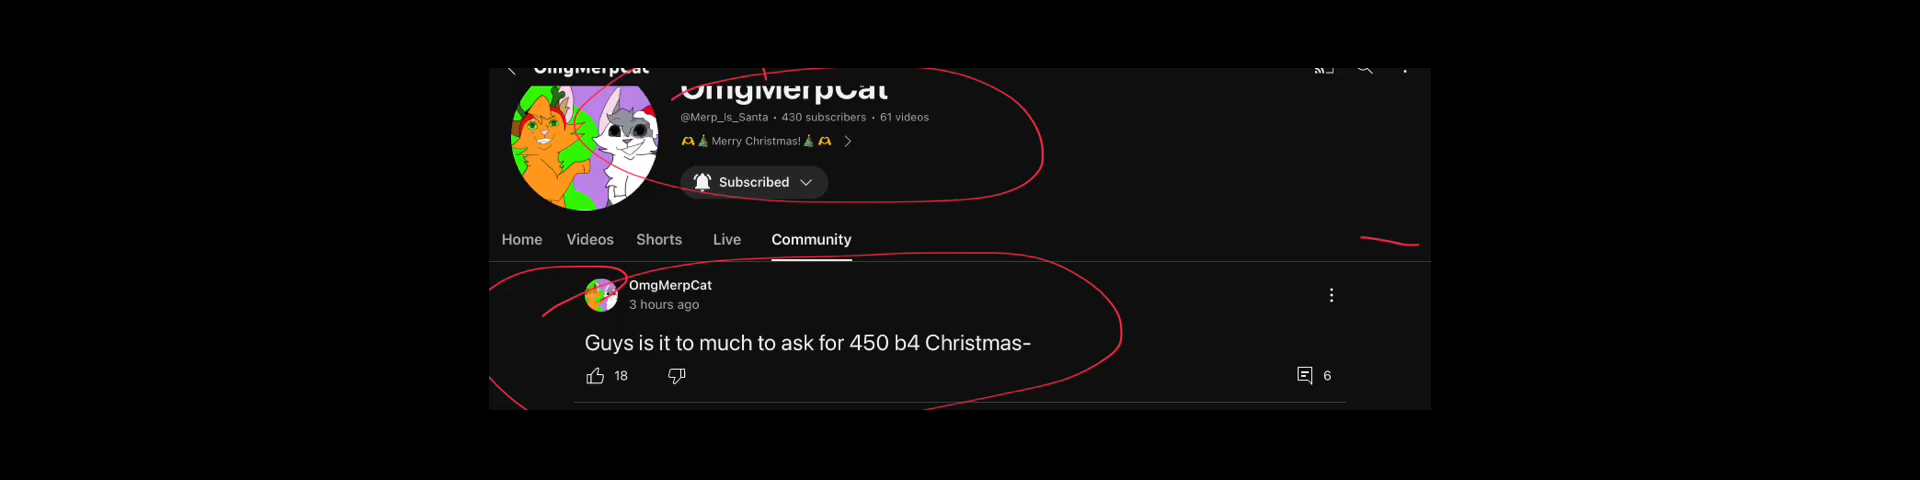 OmgMerpCat
OmgMerpCat
@Merp_Is_Santa • 430 subscribers • 61 videos
🫶🎄 Merry Christmas!🎄🫶
Subscribed
Home Videos Shorts Live Community
OmgMerpCat
3 hours ago
Guys is it to much to ask for 450 b4 Christmas-
18
6